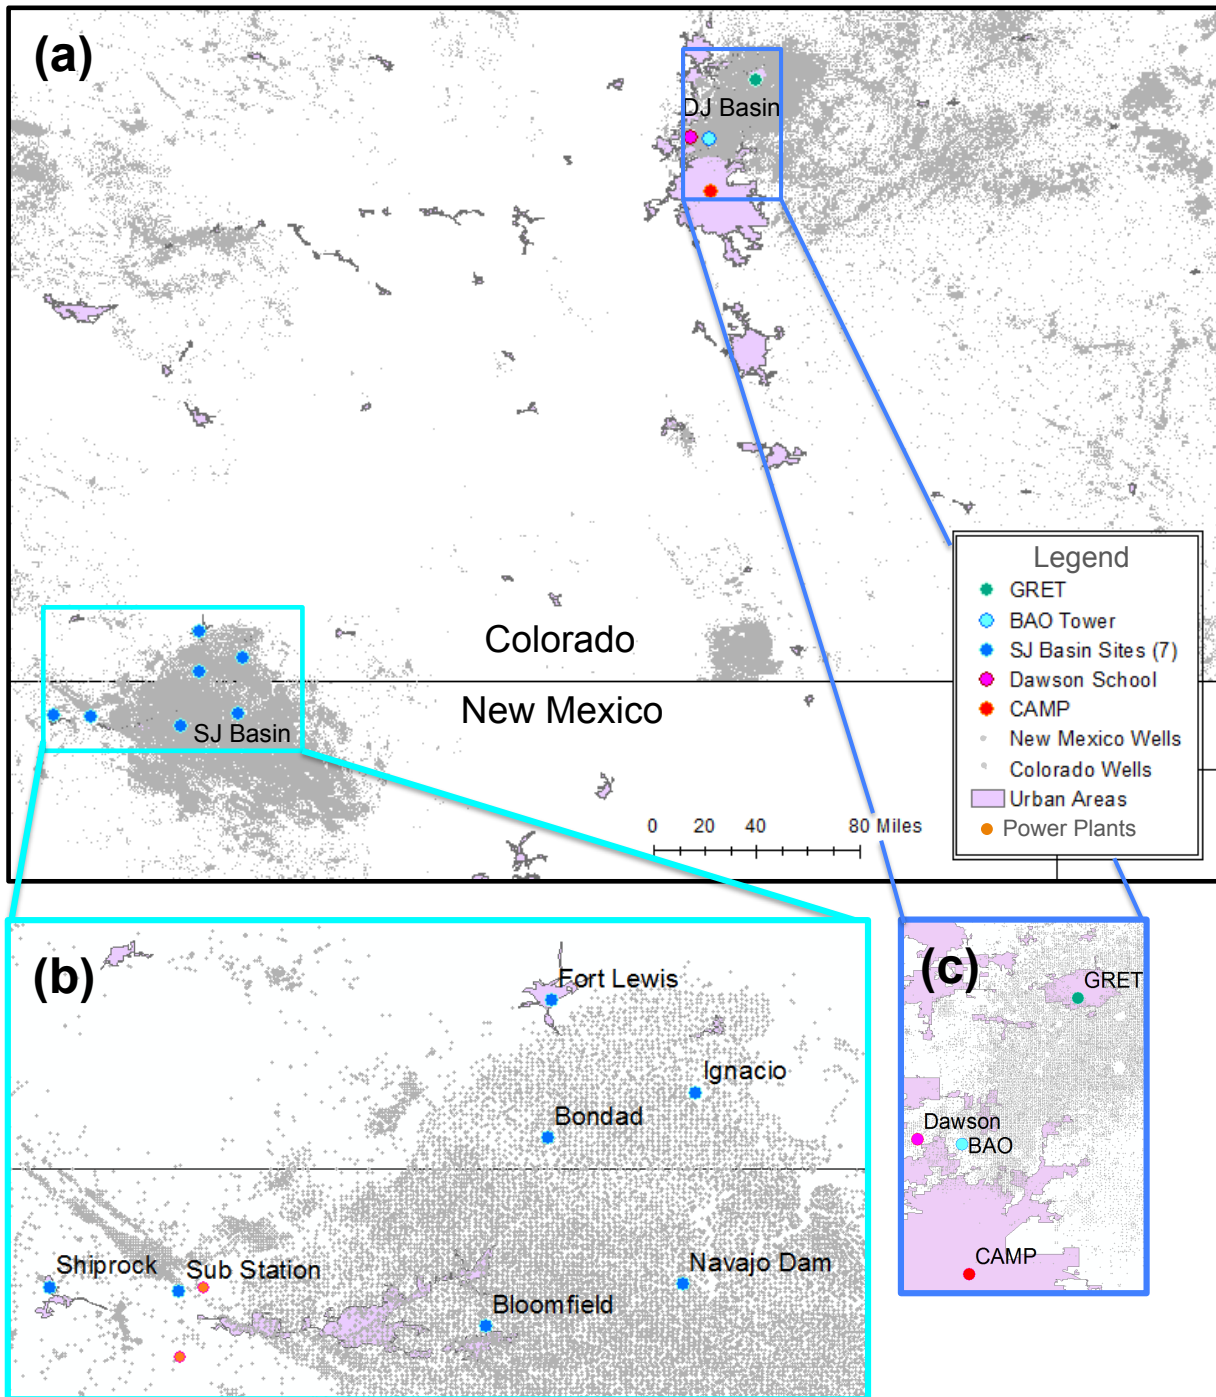 (a)
DJ Basin
Colorado
New Mexico
SJ Basin
0 20 40 80 Miles
Legend
GRET
BAO Tower
SJ Basin Sites (7)
Dawson School
CAMP
New Mexico Wells
Colorado Wells
Urban Areas
Power Plants
(b)
Fort Lewis
Ignacio
Bondad
Shiprock
Sub Station
Navajo Dam
Bloomfield
(c)
GRET
Dawson
BAO
CAMP